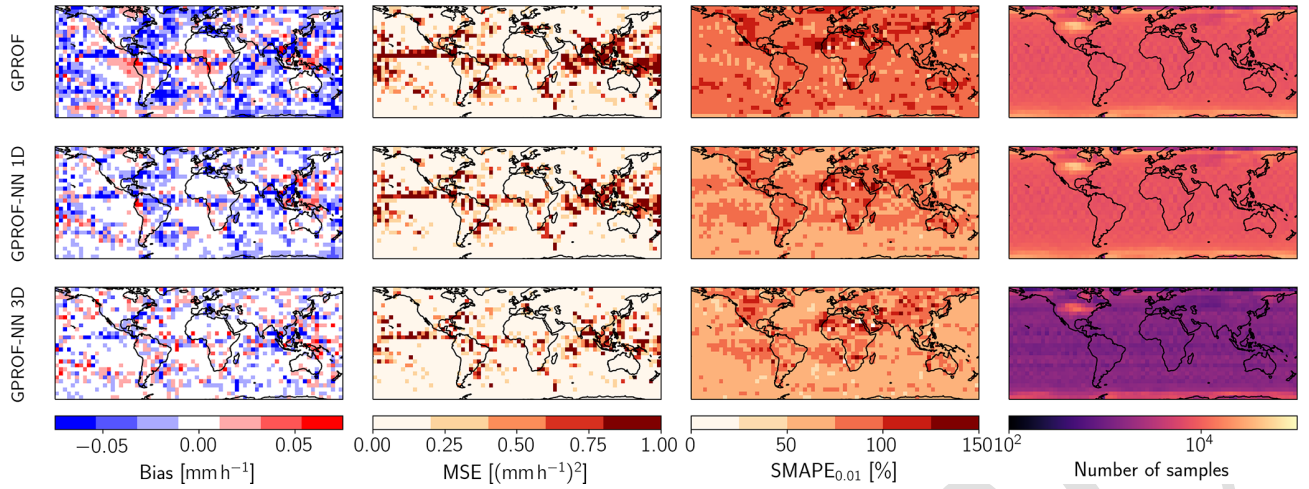 GPROF
GPROF-NN 1D
GPROF-NN 3D
−0.05 0.00 0.05
Bias [mm h⁻¹]
0.00 0.25 0.50 0.75 1.00
MSE [(mm h⁻¹)²]
0 50 100 150
SMAPE₀.₀₁ [%]
10² 10⁴
Number of samples